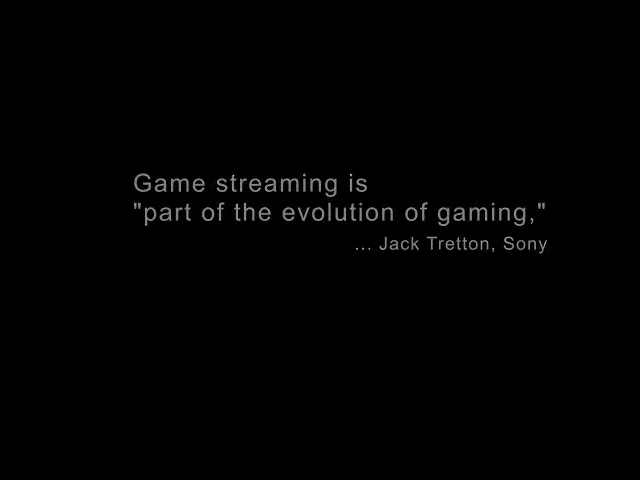 Game streaming is
"part of the evolution of gaming,"
... Jack Tretton, Sony